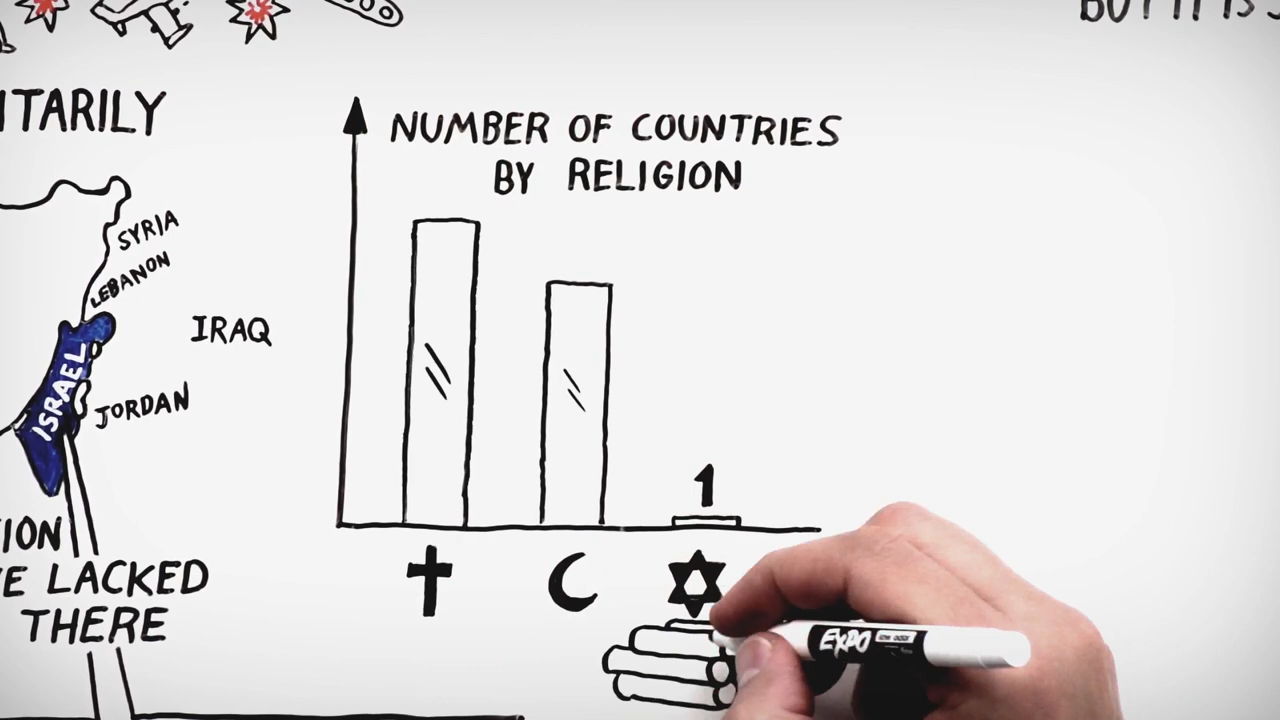 ITARILY
SYRIA
LEBANON
IRAQ
ISRAEL
JORDAN
ION
E LACKED
THERE
NUMBER OF COUNTRIES
BY RELIGION
1
EXPO